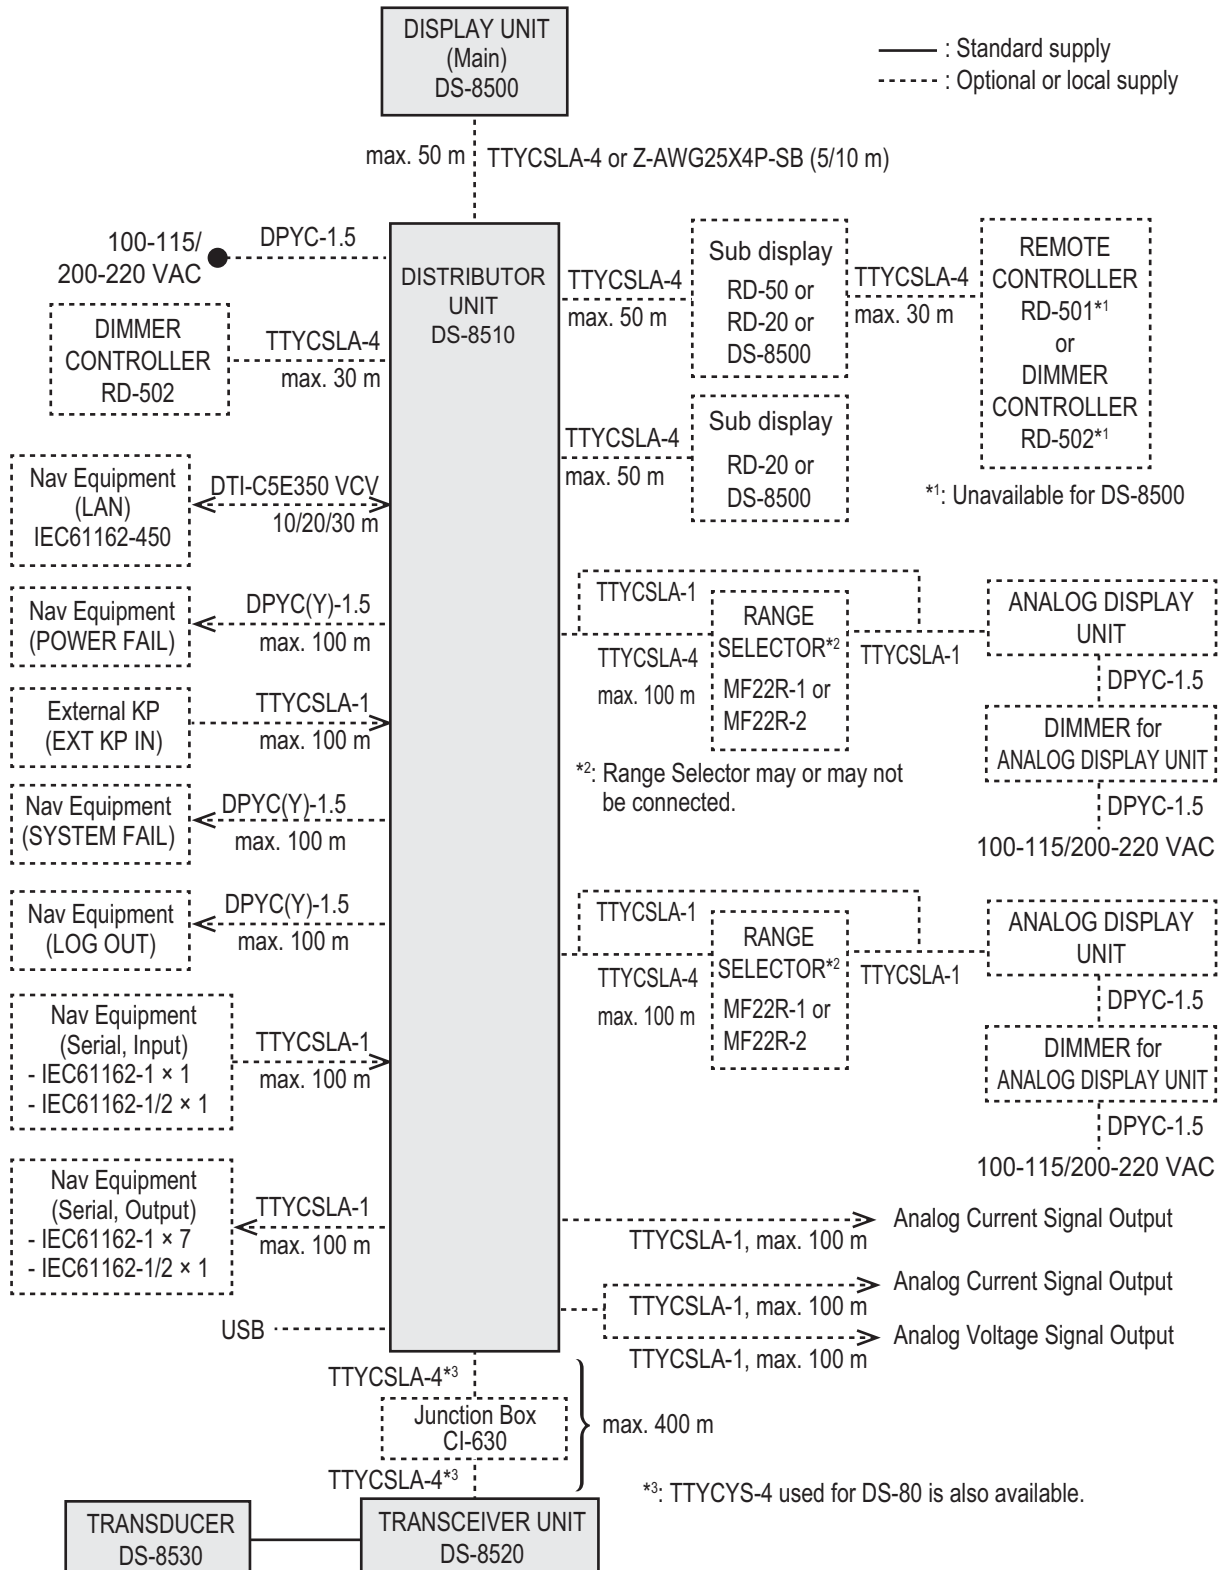 DISPLAY UNIT
(Main)
DS-8500
: Standard supply
: Optional or local supply
max. 50 m
TTYCSLA-4 or Z-AWG25X4P-SB (5/10 m)
100-115/
200-220 VAC
DPYC-1.5
DIMMER
CONTROLLER
RD-502
TTYCSLA-4
max. 30 m
DISTRIBUTOR
UNIT
DS-8510
TTYCSLA-4
max. 50 m
Sub display
RD-50 or
RD-20 or
DS-8500
TTYCSLA-4
max. 30 m
REMOTE
CONTROLLER
RD-501*1
or
DIMMER
CONTROLLER
RD-502*1
TTYCSLA-4
max. 50 m
Sub display
RD-20 or
DS-8500
*1: Unavailable for DS-8500
Nav Equipment
(LAN)
IEC61162-450
DTI-C5E350 VCV
10/20/30 m
Nav Equipment
(POWER FAIL)
DPYC(Y)-1.5
max. 100 m
External KP
(EXT KP IN)
TTYCSLA-1
max. 100 m
Nav Equipment
(SYSTEM FAIL)
DPYC(Y)-1.5
max. 100 m
Nav Equipment
(LOG OUT)
DPYC(Y)-1.5
max. 100 m
Nav Equipment
(Serial, Input)
- IEC61162-1 × 1
- IEC61162-1/2 × 1
TTYCSLA-1
max. 100 m
Nav Equipment
(Serial, Output)
- IEC61162-1 × 7
- IEC61162-1/2 × 1
TTYCSLA-1
max. 100 m
USB
TTYCSLA-1
TTYCSLA-4
max. 100 m
RANGE
SELECTOR*2
MF22R-1 or
MF22R-2
TTYCSLA-1
ANALOG DISPLAY
UNIT
DPYC-1.5
DIMMER for
ANALOG DISPLAY UNIT
DPYC-1.5
100-115/200-220 VAC
*2: Range Selector may or may not
be connected.
TTYCSLA-1
TTYCSLA-4
max. 100 m
RANGE
SELECTOR*2
MF22R-1 or
MF22R-2
TTYCSLA-1
ANALOG DISPLAY
UNIT
DPYC-1.5
DIMMER for
ANALOG DISPLAY UNIT
DPYC-1.5
100-115/200-220 VAC
Analog Current Signal Output
TTYCSLA-1, max. 100 m
Analog Current Signal Output
TTYCSLA-1, max. 100 m
Analog Voltage Signal Output
TTYCSLA-1, max. 100 m
TTYCSLA-4*3
Junction Box
CI-630
max. 400 m
TTYCSLA-4*3
*3: TTYCYS-4 used for DS-80 is also available.
TRANSDUCER
DS-8530
TRANSCEIVER UNIT
DS-8520